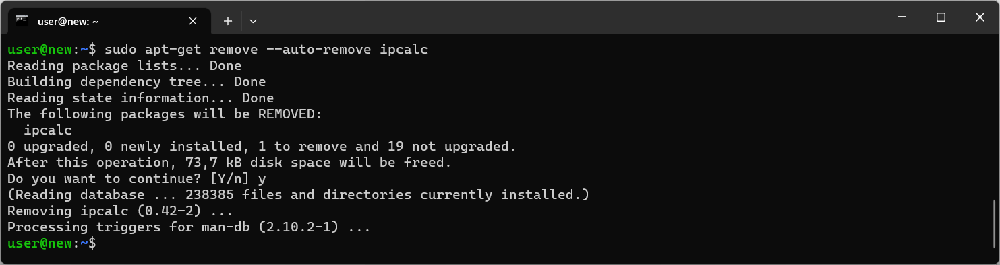 user@new: ~
user@new:~$ sudo apt-get remove --auto-remove ipcalc
Reading package lists... Done
Building dependency tree... Done
Reading state information... Done
The following packages will be REMOVED:
  ipcalc
0 upgraded, 0 newly installed, 1 to remove and 19 not upgraded.
After this operation, 73,7 kB disk space will be freed.
Do you want to continue? [Y/n] y
(Reading database ... 238385 files and directories currently installed.)
Removing ipcalc (0.42-2) ...
Processing triggers for man-db (2.10.2-1) ...
user@new:~$